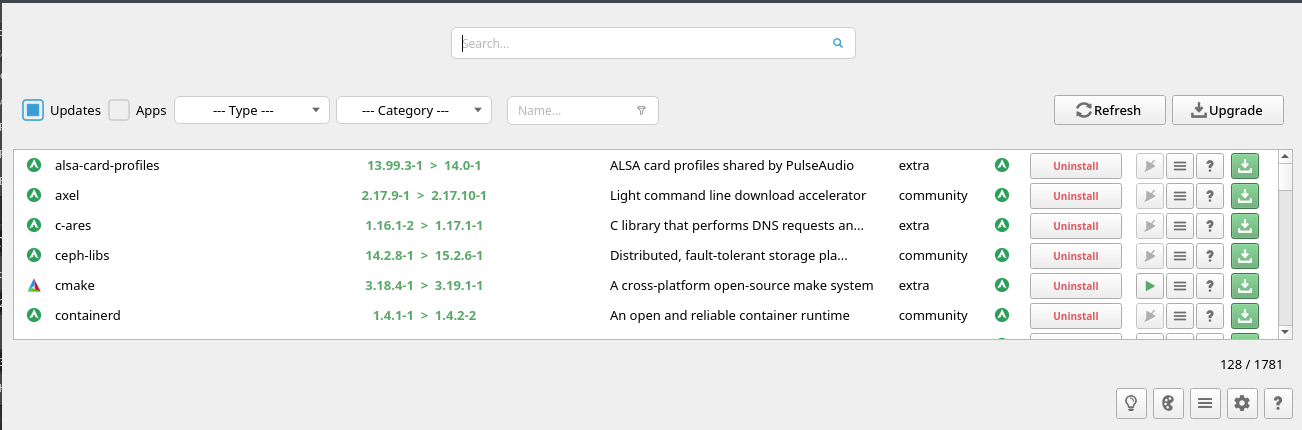 Search...
Updates Apps --- Type --- --- Category --- Name... Refresh Upgrade
alsa-card-profiles 13.99.3-1 > 14.0-1 ALSA card profiles shared by PulseAudio extra Uninstall ?
axel 2.17.9-1 > 2.17.10-1 Light command line download accelerator community Uninstall ?
c-ares 1.16.1-2 > 1.17.1-1 C library that performs DNS requests an... extra Uninstall ?
ceph-libs 14.2.8-1 > 15.2.6-1 Distributed, fault-tolerant storage pla... community Uninstall ?
cmake 3.18.4-1 > 3.19.1-1 A cross-platform open-source make system extra Uninstall ?
containerd 1.4.1-1 > 1.4.2-2 An open and reliable container runtime community Uninstall ?
128 / 1781
?